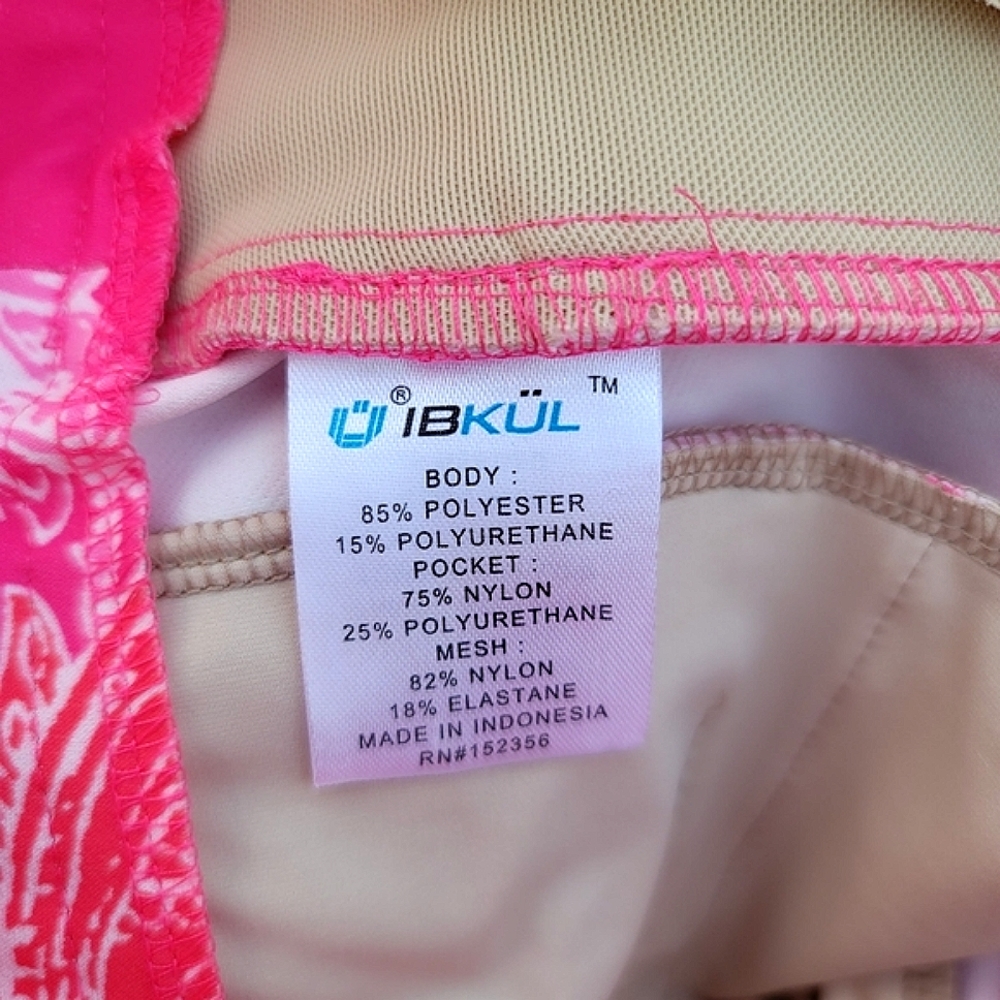 ® IBKÜL ™
BODY :
85% POLYESTER
15% POLYURETHANE
POCKET :
75% NYLON
25% POLYURETHANE
MESH :
82% NYLON
18% ELASTANE
MADE IN INDONESIA
RN#152356